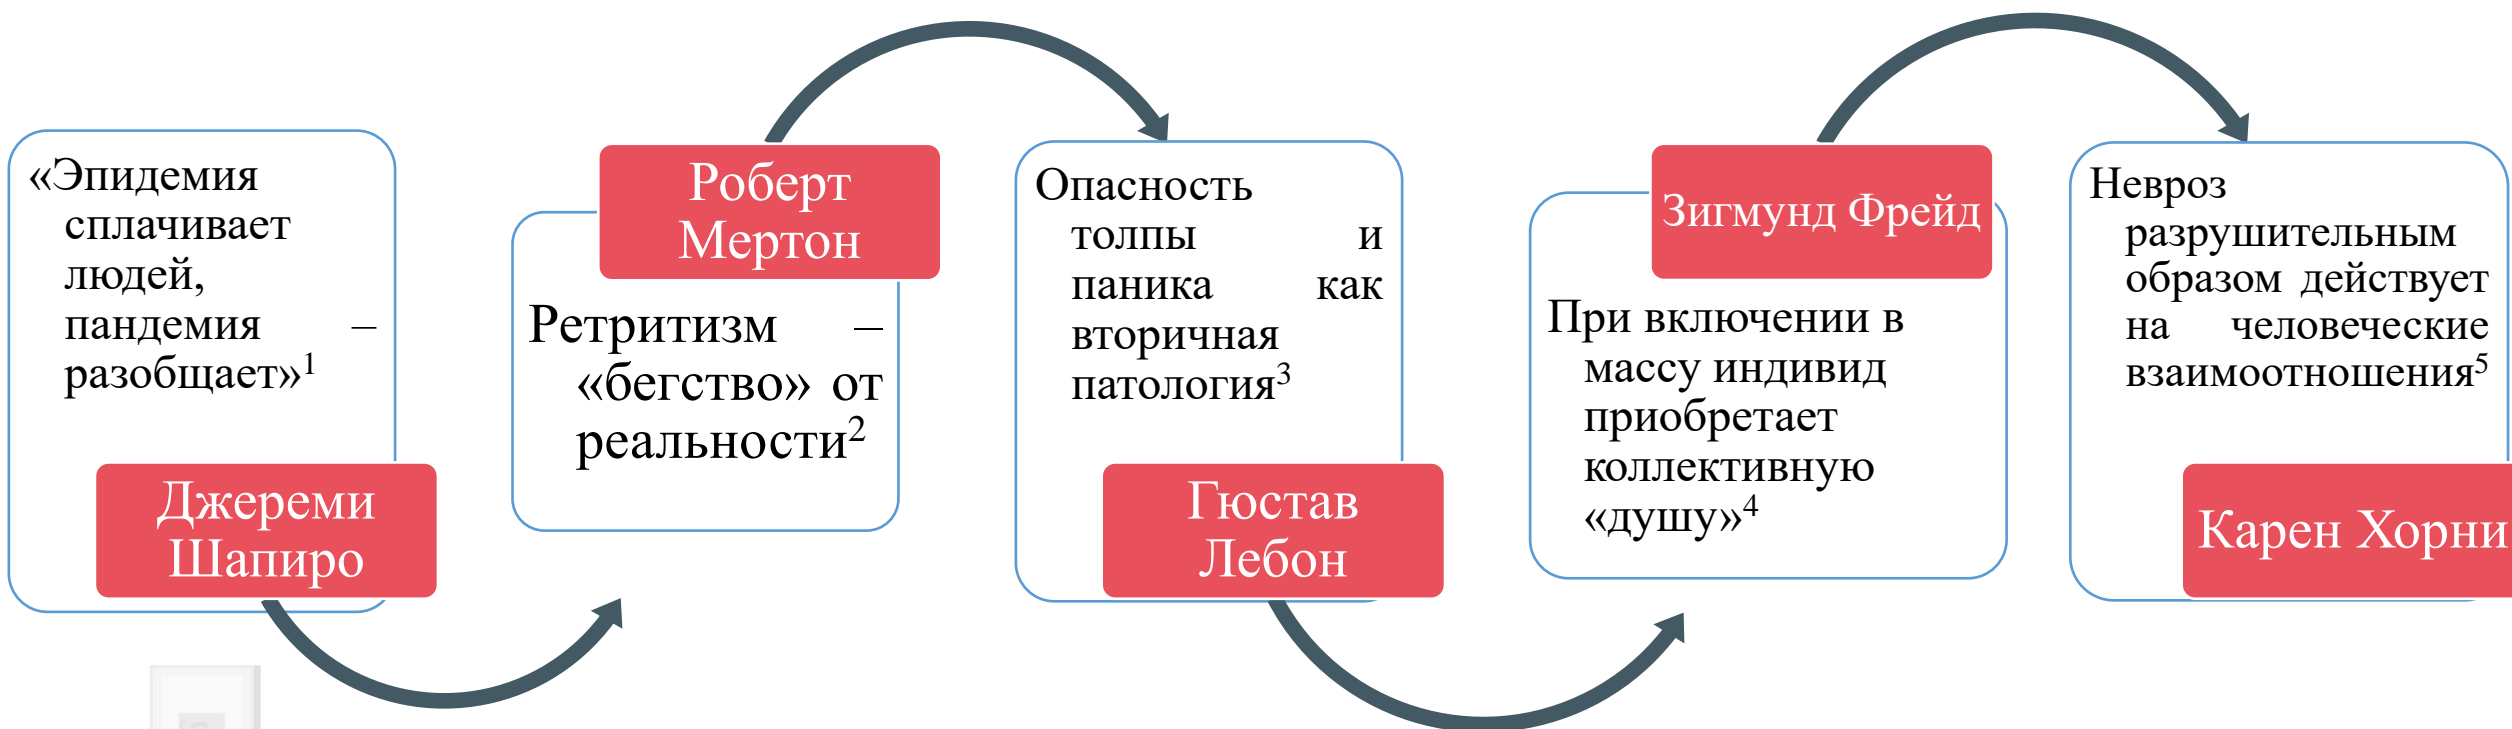 «Эпидемия
сплачивает
людей,
пандемия –
разобщает»¹
Джереми
Шапиро
Роберт
Мертон
Ретритизм –
«бегство» от
реальности²
Опасность
толпы и
паника как
вторичная
патология³
Гюстав
Лебон
Зигмунд Фрейд
При включении в
массу индивид
приобретает
коллективную
«душу»⁴
Невроз
разрушительным
образом действует
на человеческие
взаимоотношения⁵
Карен Хорни